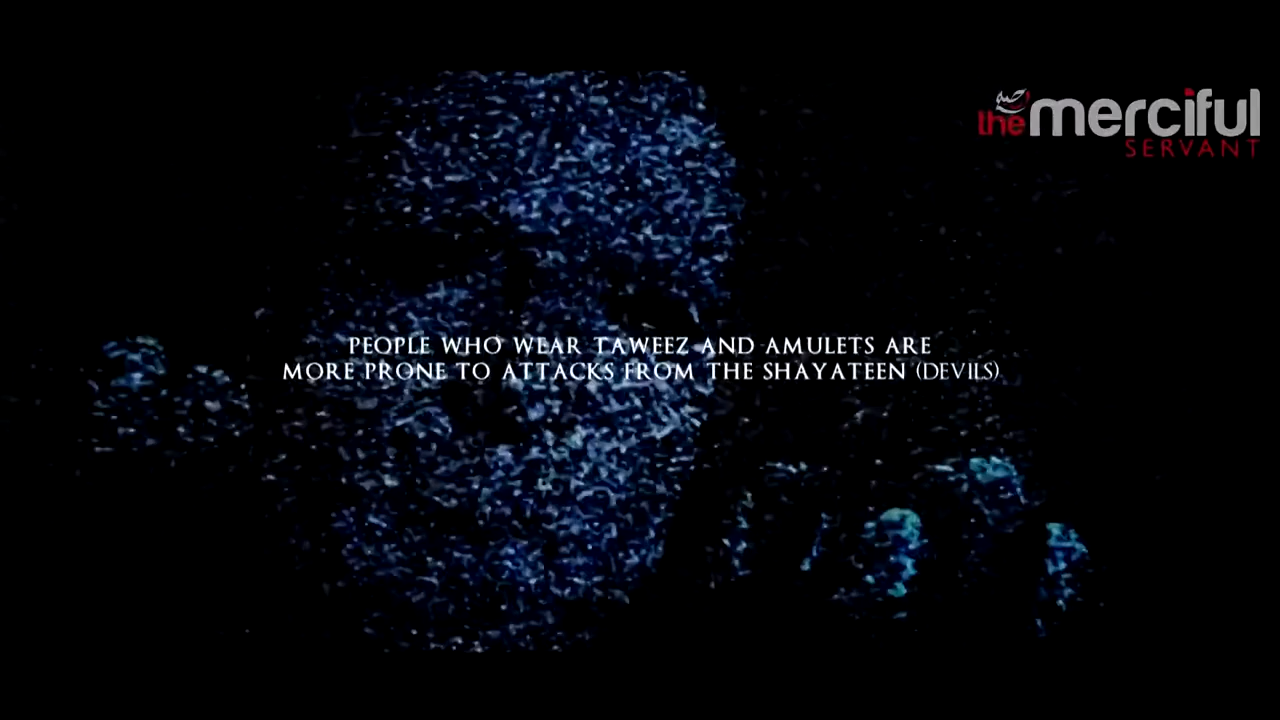 the merciful
SERVANT
PEOPLE WHO WEAR TAWEEZ AND AMULETS ARE
MORE PRONE TO ATTACKS FROM THE SHAYATEEN (DEVILS)